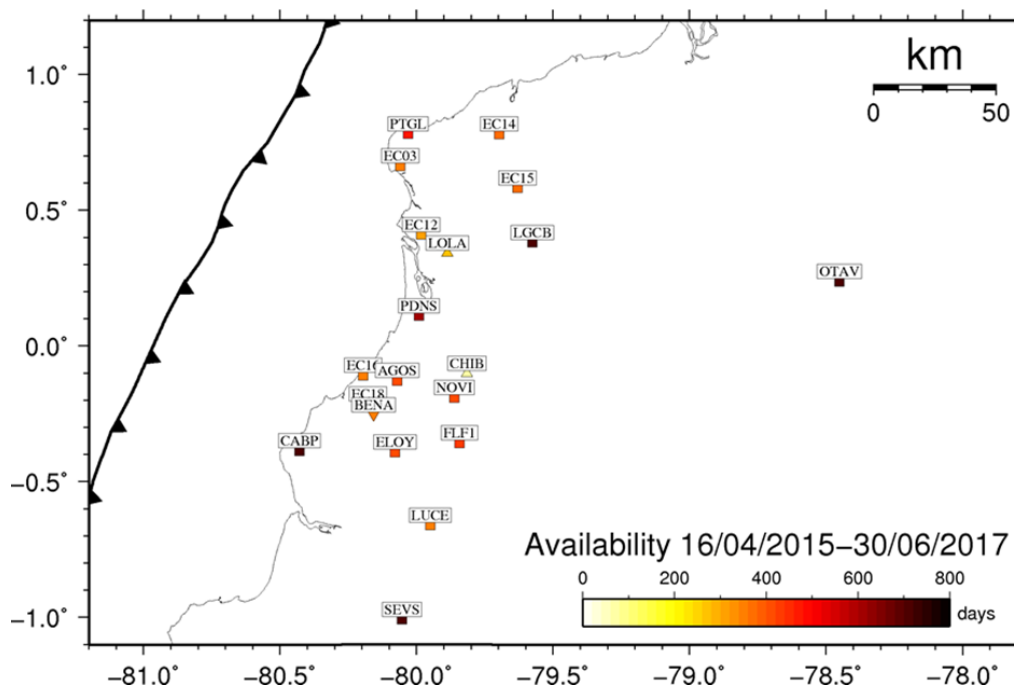 1.0°
0.5°
0.0°
−0.5°
−1.0°
km
0 50
PTGL
EC14
EC03
EC15
EC12
LGCB
LOLA
OTAV
PDNS
EC16
AGOS
CHIB
NOVI
EC18
BENA
CABP
ELOY
FLF1
LUCE
SEVS
Availability 16/04/2015−30/06/2017
0 200 400 600 800
days
−81.0° −80.5° −80.0° −79.5° −79.0° −78.5° −78.0°